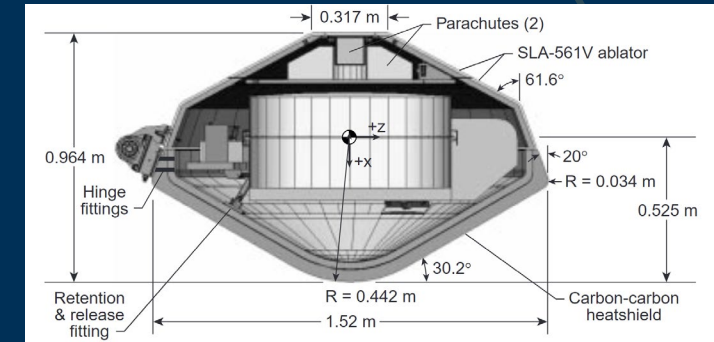 0.317 m
Parachutes (2)
SLA-561V ablator
61.6°
+z
+x
0.964 m
20°
R = 0.034 m
Hinge
fittings
0.525 m
30.2°
R = 0.442 m
Retention
& release
fitting
Carbon-carbon
heatshield
1.52 m